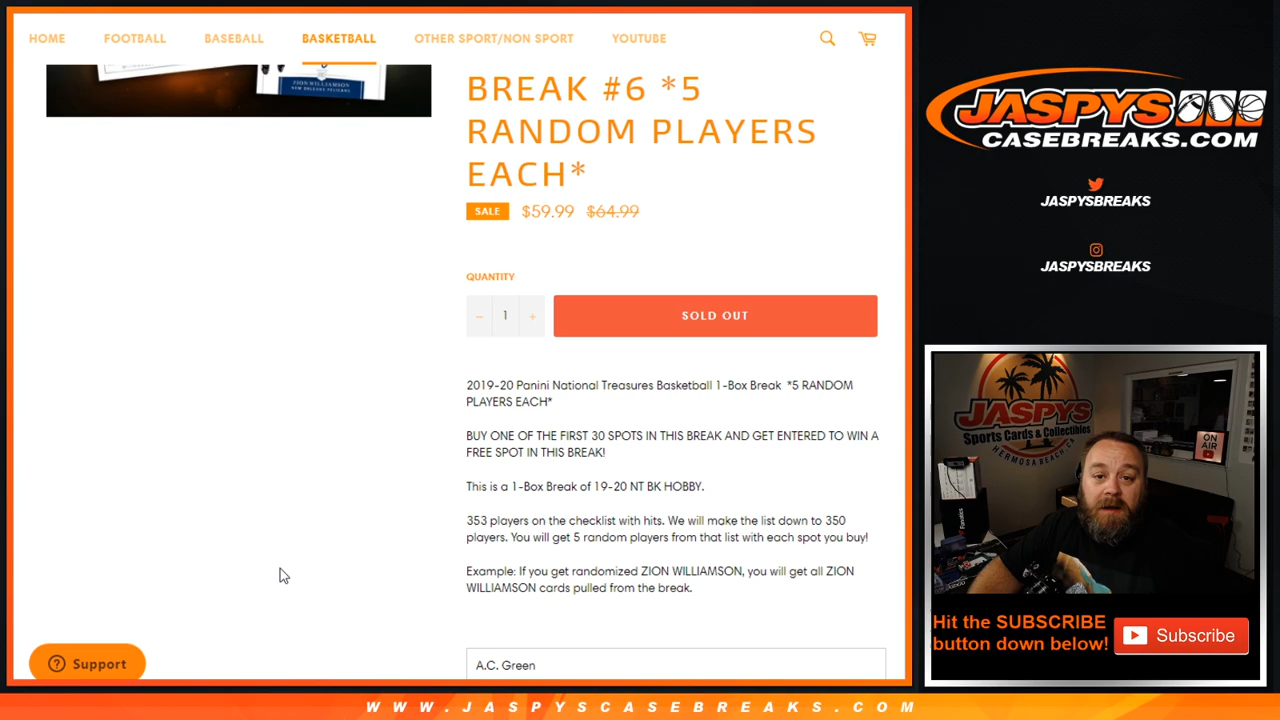 HOME FOOTBALL BASEBALL BASKETBALL OTHER SPORT/NON SPORT YOUTUBE
ZION WILLIAMSON
NEW ORLEANS PELICANS
BREAK #6 *5
RANDOM PLAYERS
EACH*
SALE $59.99 $64.99
QUANTITY
− 1 +
SOLD OUT
2019-20 Panini National Treasures Basketball 1-Box Break *5 RANDOM
PLAYERS EACH*
BUY ONE OF THE FIRST 30 SPOTS IN THIS BREAK AND GET ENTERED TO WIN A
FREE SPOT IN THIS BREAK!
This is a 1-Box Break of 19-20 NT BK HOBBY.
353 players on the checklist with hits. We will make the list down to 350
players. You will get 5 random players from that list with each spot you buy!
Example: If you get randomized ZION WILLIAMSON, you will get all ZION
WILLIAMSON cards pulled from the break.
A.C. Green
Support
JASPYS
CASEBREAKS.COM
JASPYSBREAKS
JASPYSBREAKS
JASPYS
Sports Cards & Collectibles
HERMOSA BEACH, CA
ON
AIR
Fanatics
Hit the SUBSCRIBE
button down below!
Subscribe
WWW.JASPYSCASEBREAKS.COM